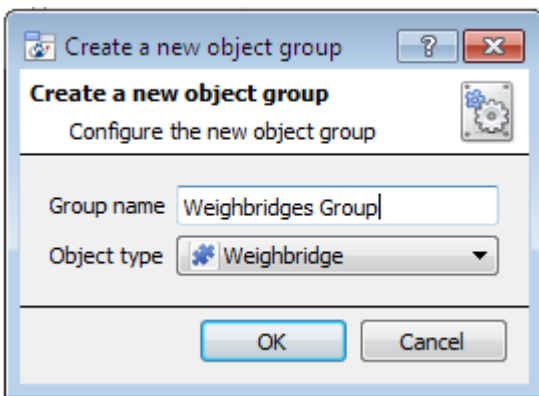 Create a new object group
Create a new object group
Configure the new object group
Group name Weighbridges Group
Object type Weighbridge
OK Cancel